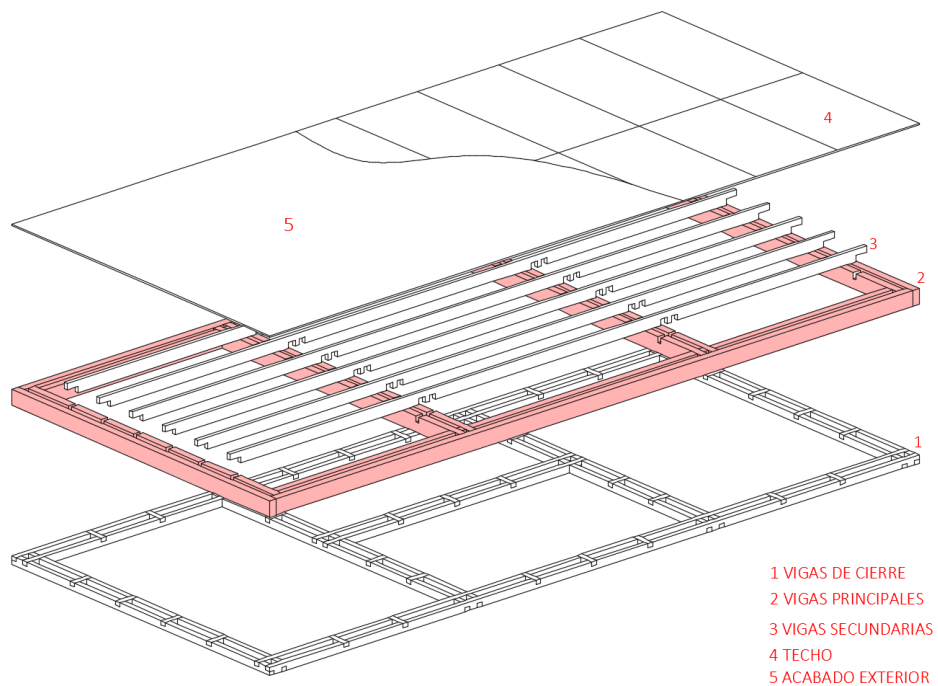 4
5
3
2
1
1 VIGAS DE CIERRE
2 VIGAS PRINCIPALES
3 VIGAS SECUNDARIAS
4 TECHO
5 ACABADO EXTERIOR